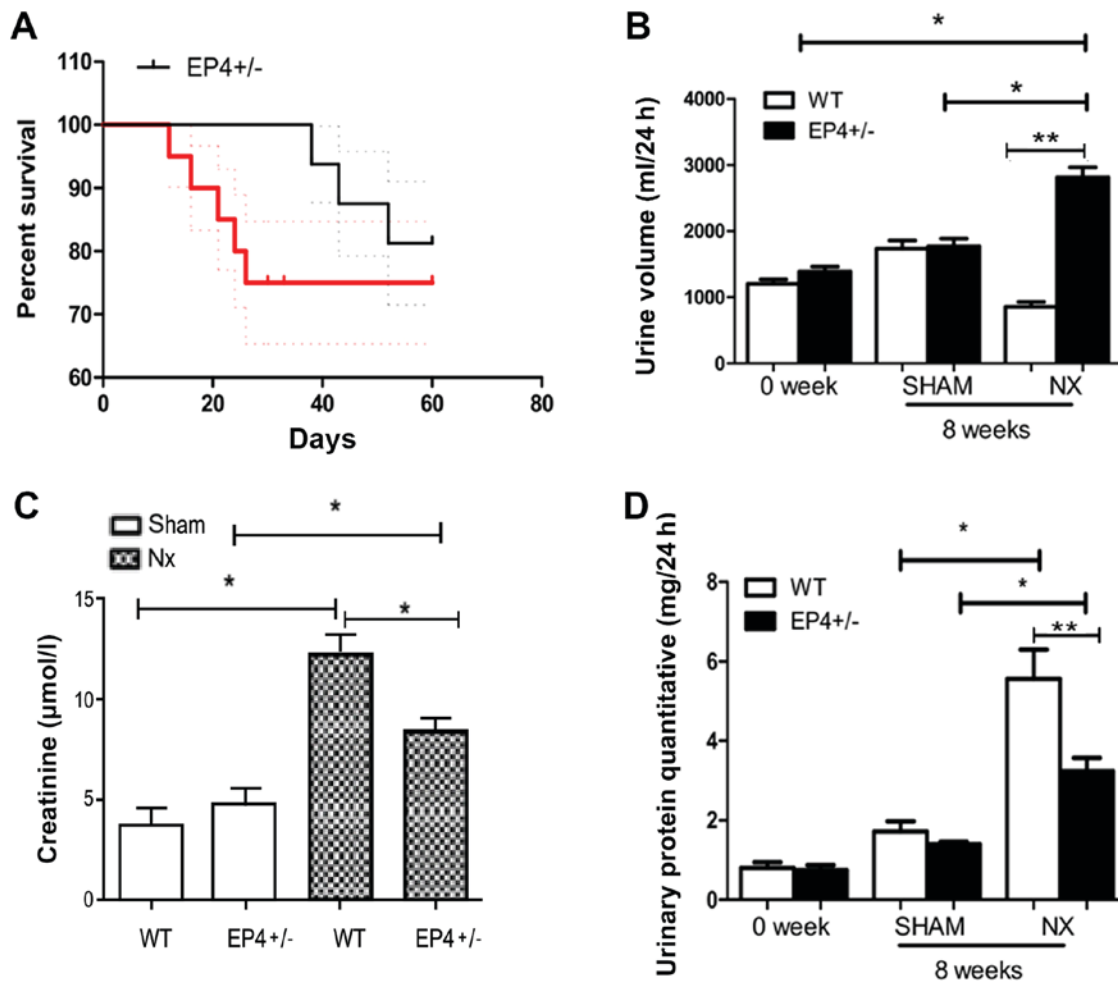 A
110
100
90
80
70
60
Percent survival
EP4+/-
0
20
40
60
80
Days
B
*
*
**
WT
EP4+/-
4000
3000
2000
1000
0
Urine volume (ml/24 h)
0 week
SHAM
NX
8 weeks
C
Sham
Nx
*
*
*
15
10
5
0
Creatinine (µmol/l)
WT
EP4+/-
WT
EP4+/-
D
*
*
**
WT
EP4+/-
8
6
4
2
0
Urinary protein quantitative (mg/24 h)
0 week
SHAM
NX
8 weeks